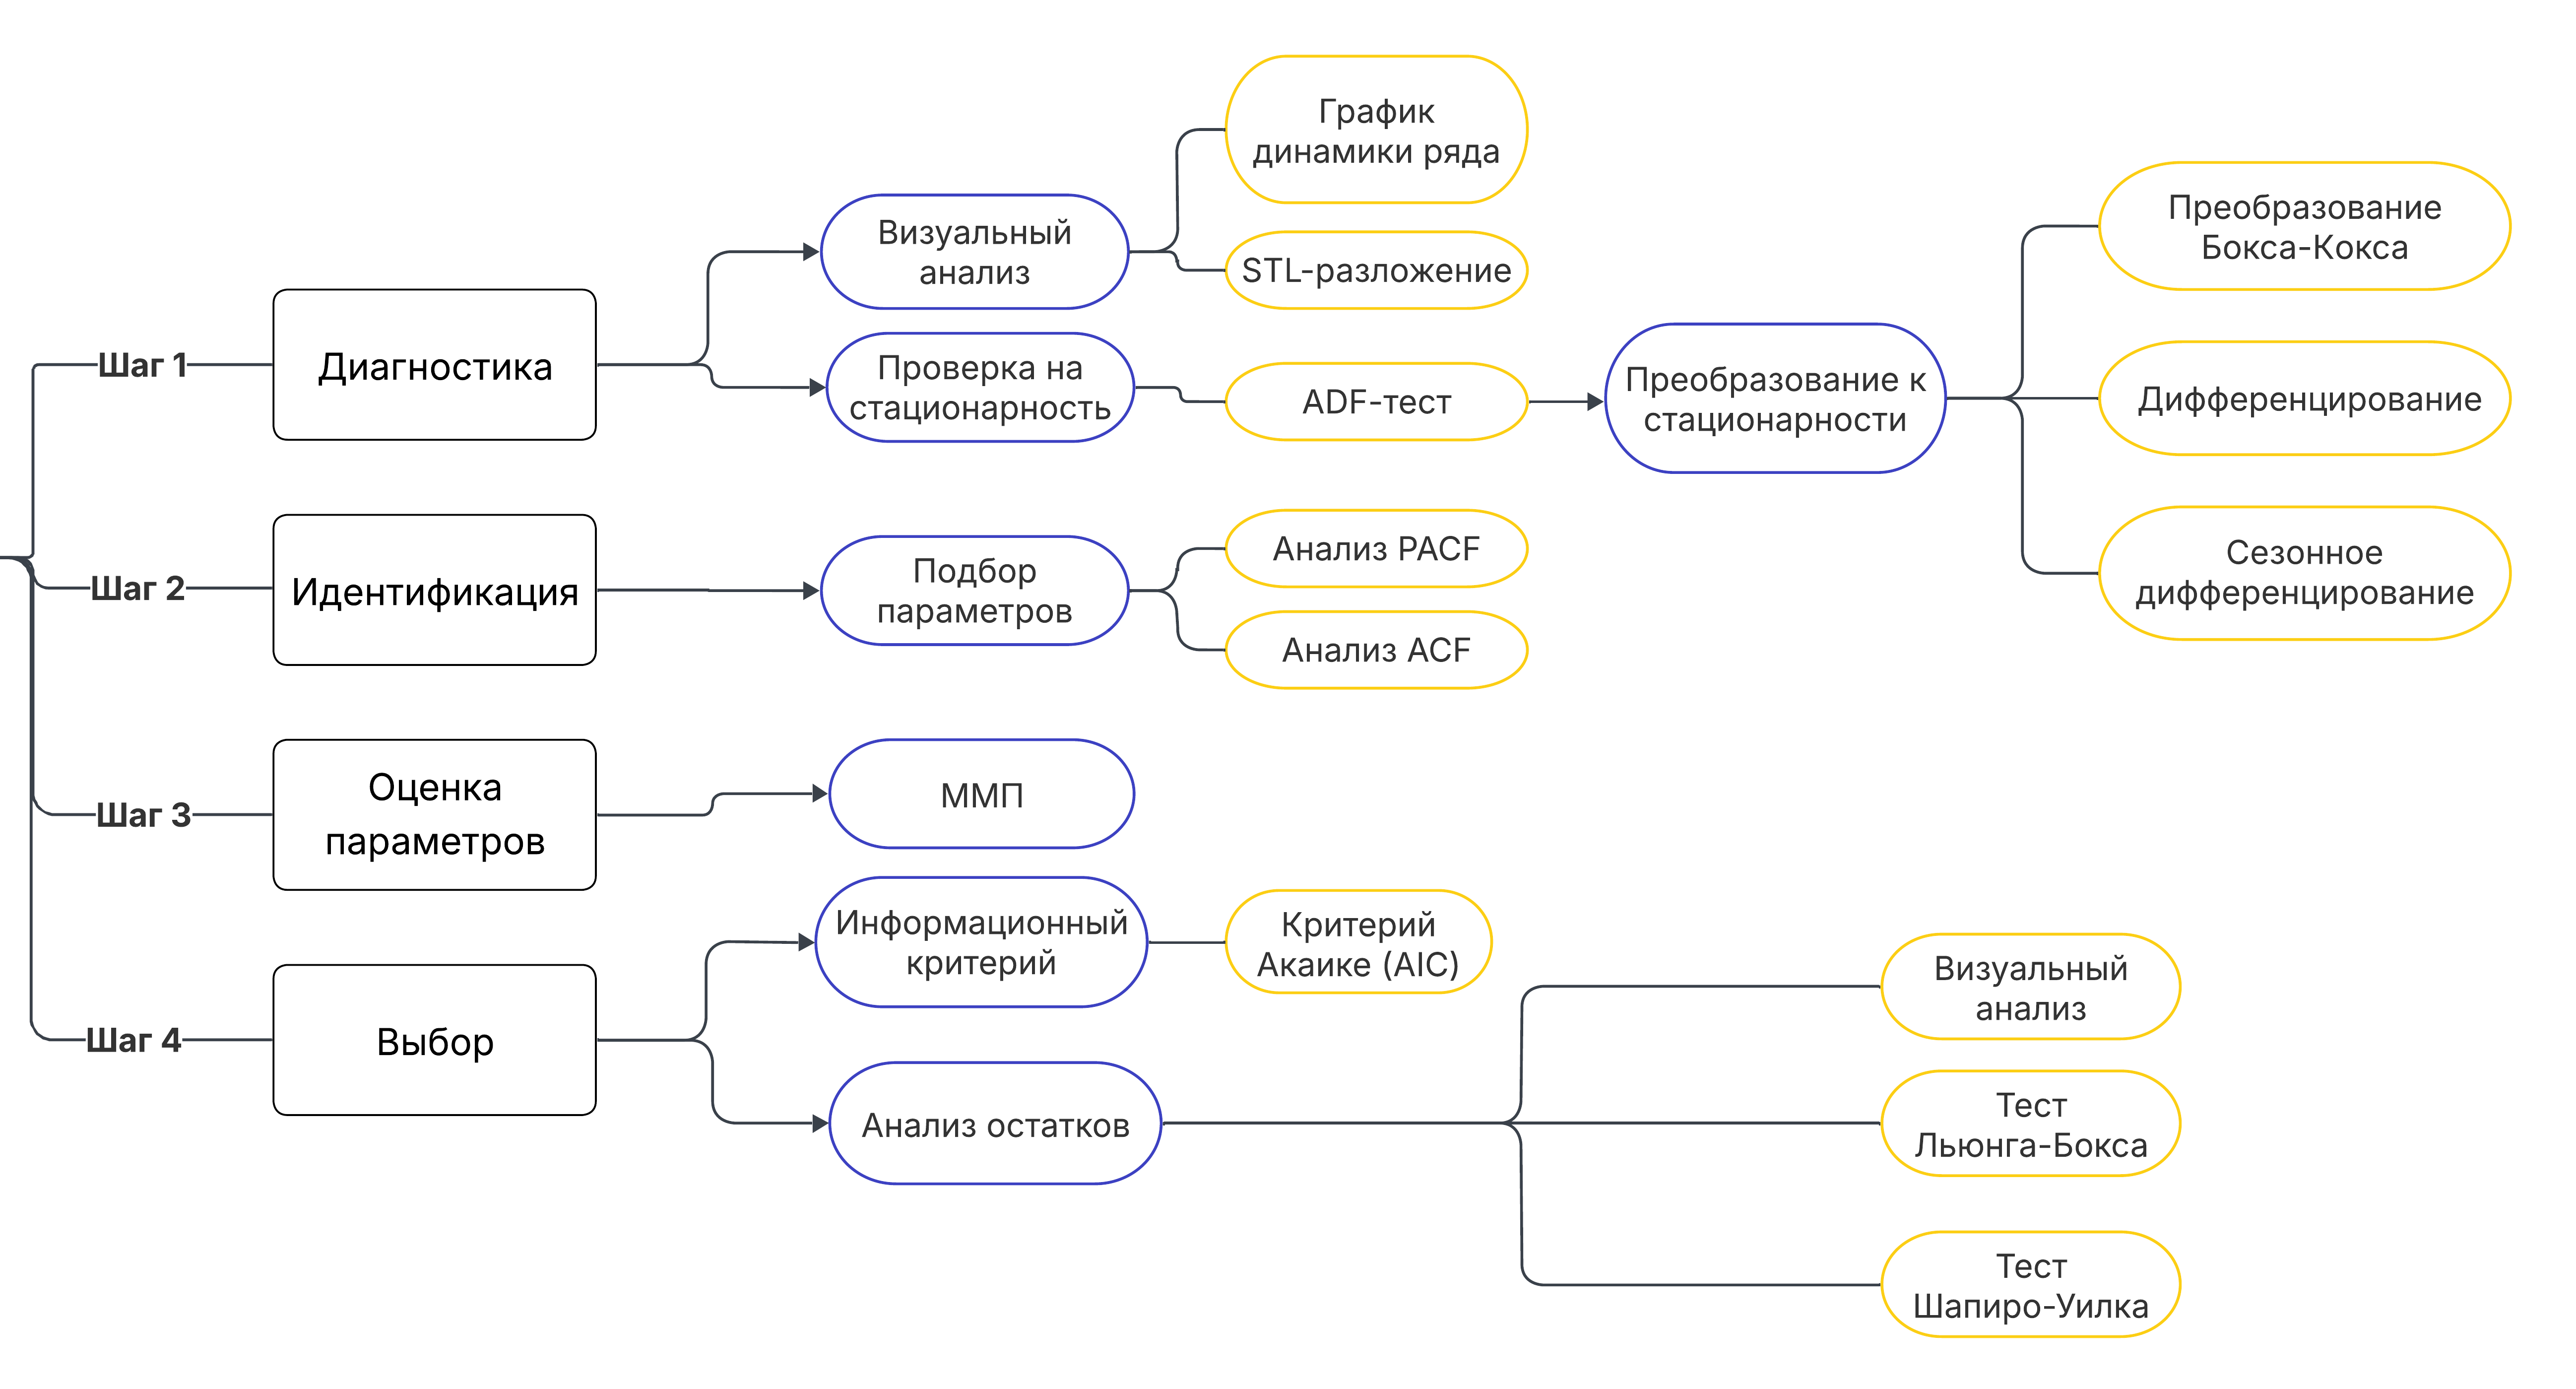 Шаг 1
Диагностика
Визуальный
анализ
График
динамики ряда
STL-разложение
Проверка на
стационарность
ADF-тест
Преобразование к
стационарности
Преобразование
Бокса-Кокса
Дифференцирование
Сезонное
дифференцирование
Шаг 2
Идентификация
Подбор
параметров
Анализ PACF
Анализ ACF
Шаг 3
Оценка
параметров
ММП
Шаг 4
Выбор
Информационный
критерий
Критерий
Акаике (AIC)
Анализ остатков
Визуальный
анализ
Тест
Льюнга-Бокса
Тест
Шапиро-Уилка